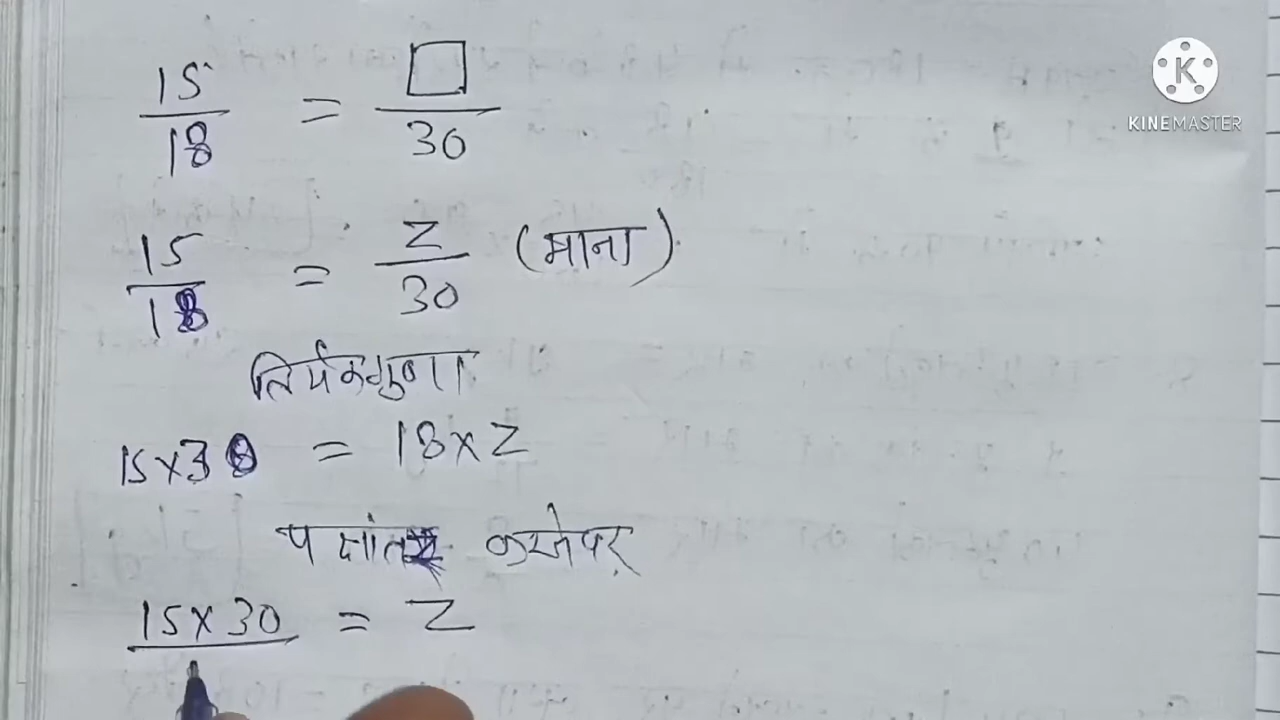 15/18 = □/30
KINEMASTER
15/18 = z/30 (माना)
तिर्यकगुणा
15×30 = 18×z
पक्षांतर करनेपर
15×30 = z